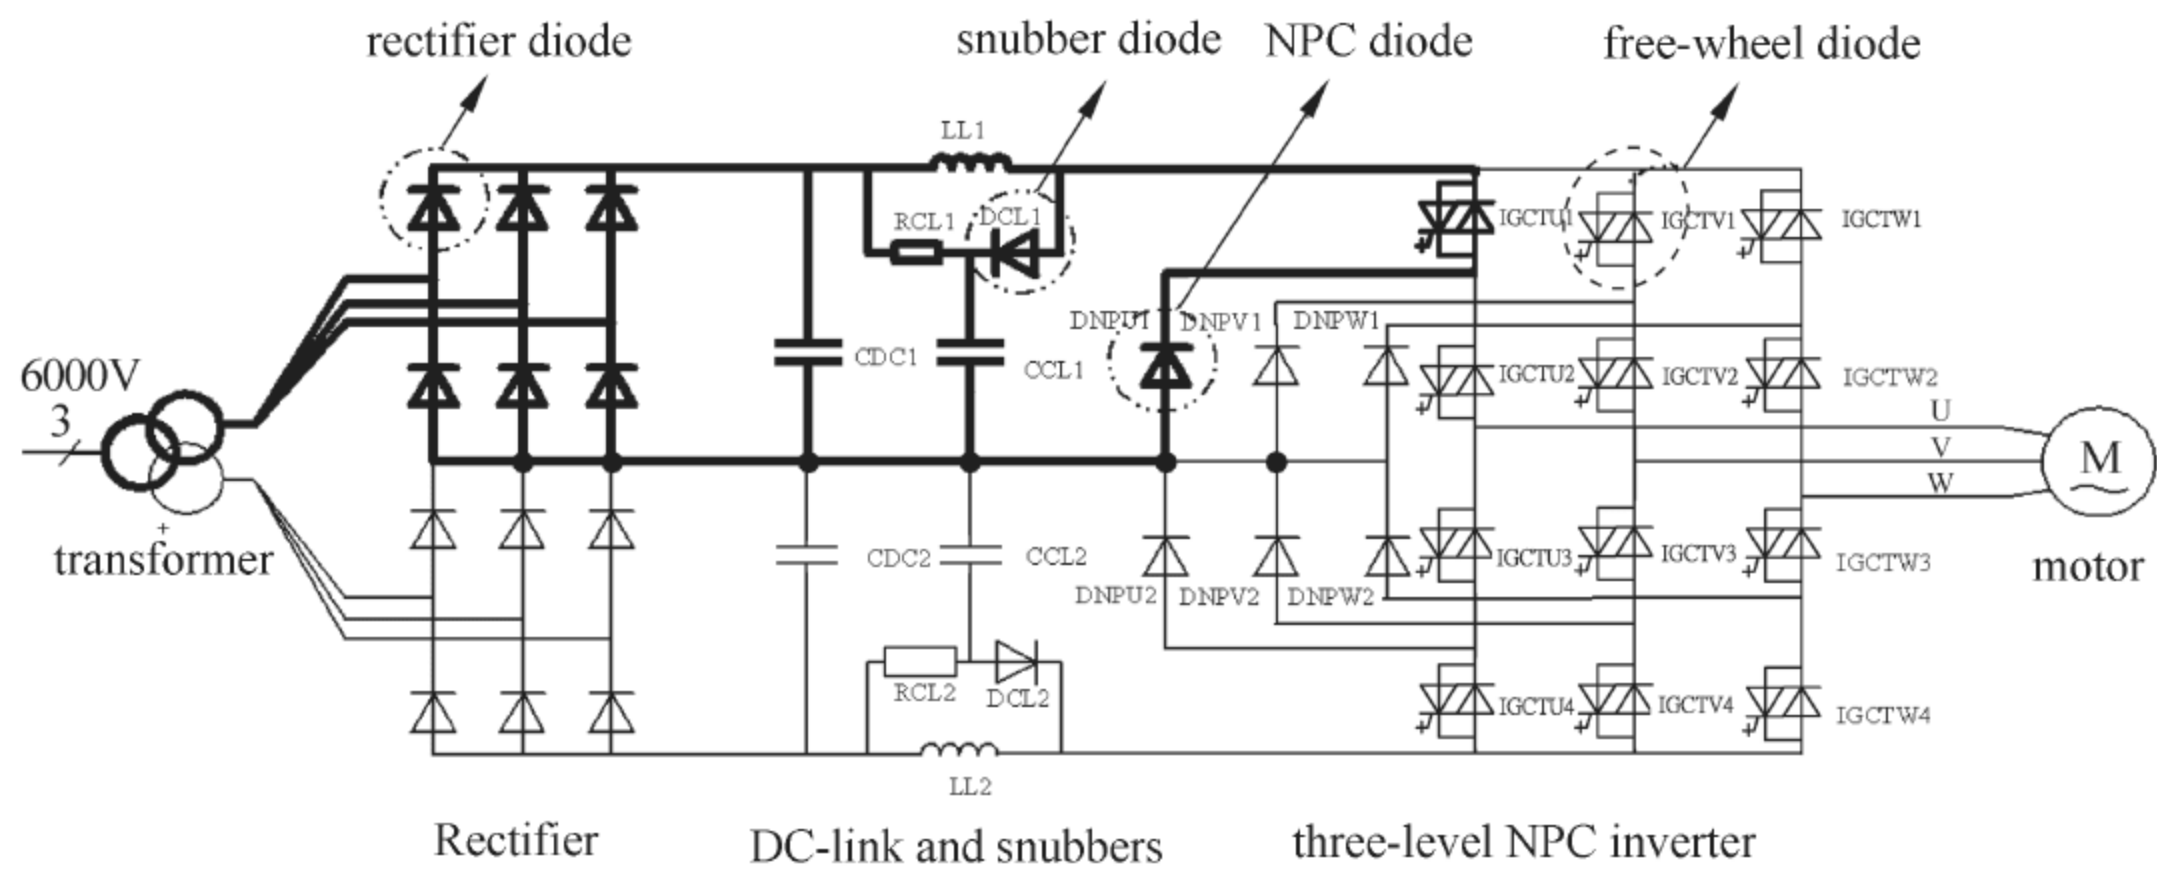 rectifier diode
snubber diode
NPC diode
free-wheel diode
LL1
RCL1
DCL1
IGCTU1
IGCTV1
IGCTW1
DNPU1
DNPV1
DNPW1
CDC1
CCL1
6000V
3
IGCTU2
IGCTV2
IGCTW2
U
V
W
M
CDC2
CCL2
IGCTU3
IGCTV3
IGCTW3
+
transformer
motor
DNPU2
DNPV2
DNPW2
RCL2
DCL2
IGCTU4
IGCTV4
IGCTW4
LL2
Rectifier
DC-link and snubbers
three-level NPC inverter